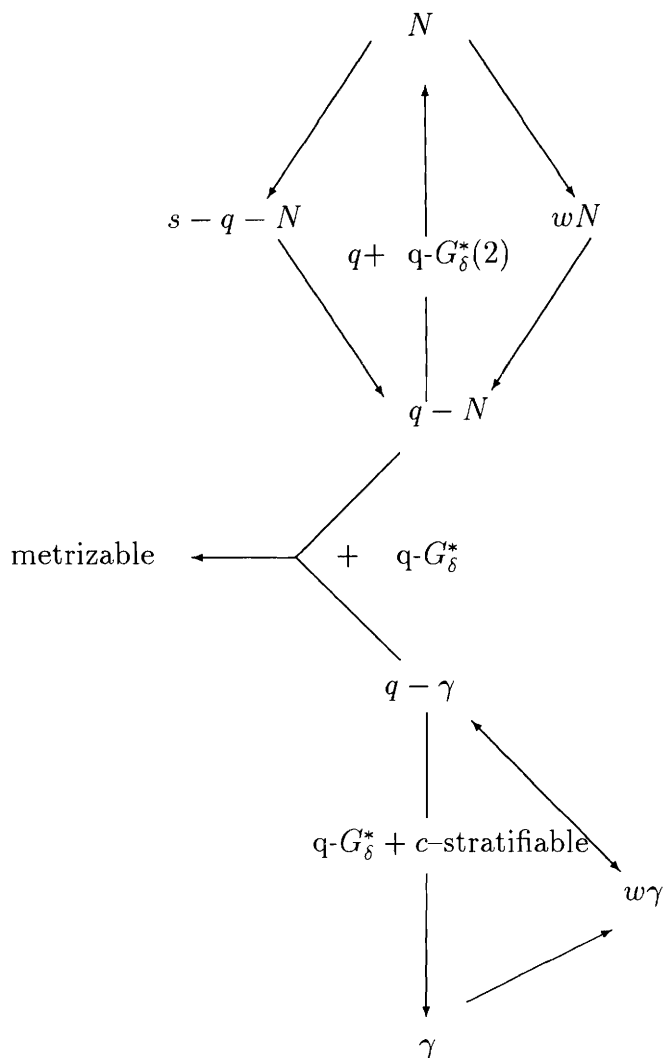 N
s – q – N
wN
q+ q-G*δ(2)
q – N
metrizable + q-G*δ
q – γ
q-G*δ + c–stratifiable
wγ
γ